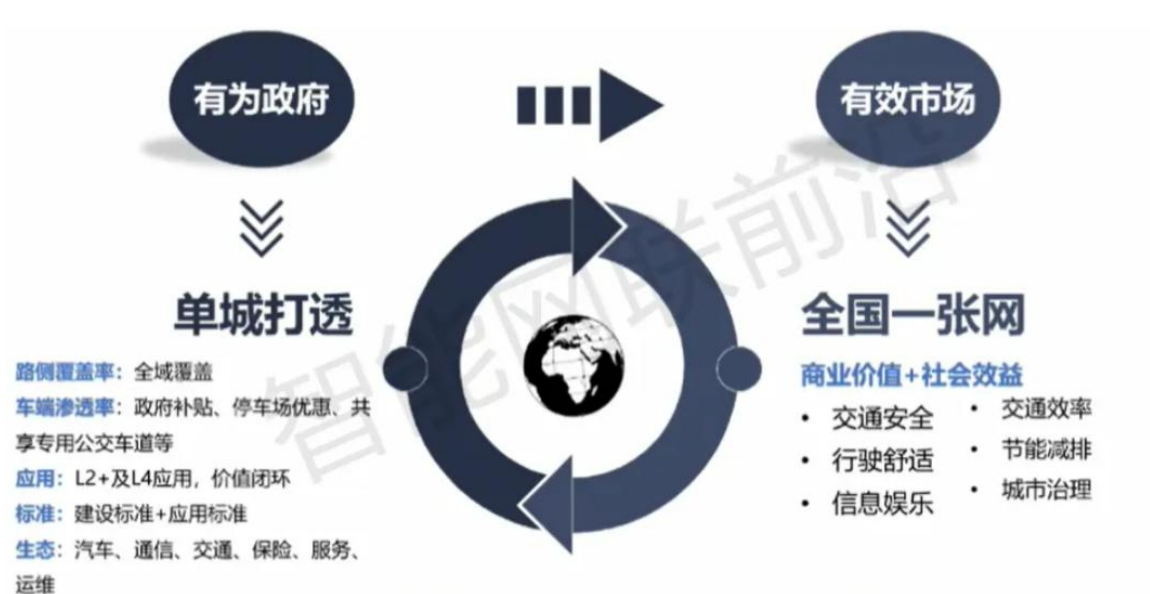 有为政府
有效市场
单城打透
路侧覆盖率：全域覆盖
车端渗透率：政府补贴、停车场优惠、共
享专用公交车道等
应用：L2+及L4应用，价值闭环
标准：建设标准+应用标准
生态：汽车、通信、交通、保险、服务、
运维
全国一张网
商业价值+社会效益
• 交通安全
• 行驶舒适
• 信息娱乐
• 交通效率
• 节能减排
• 城市治理
智能网联前沿